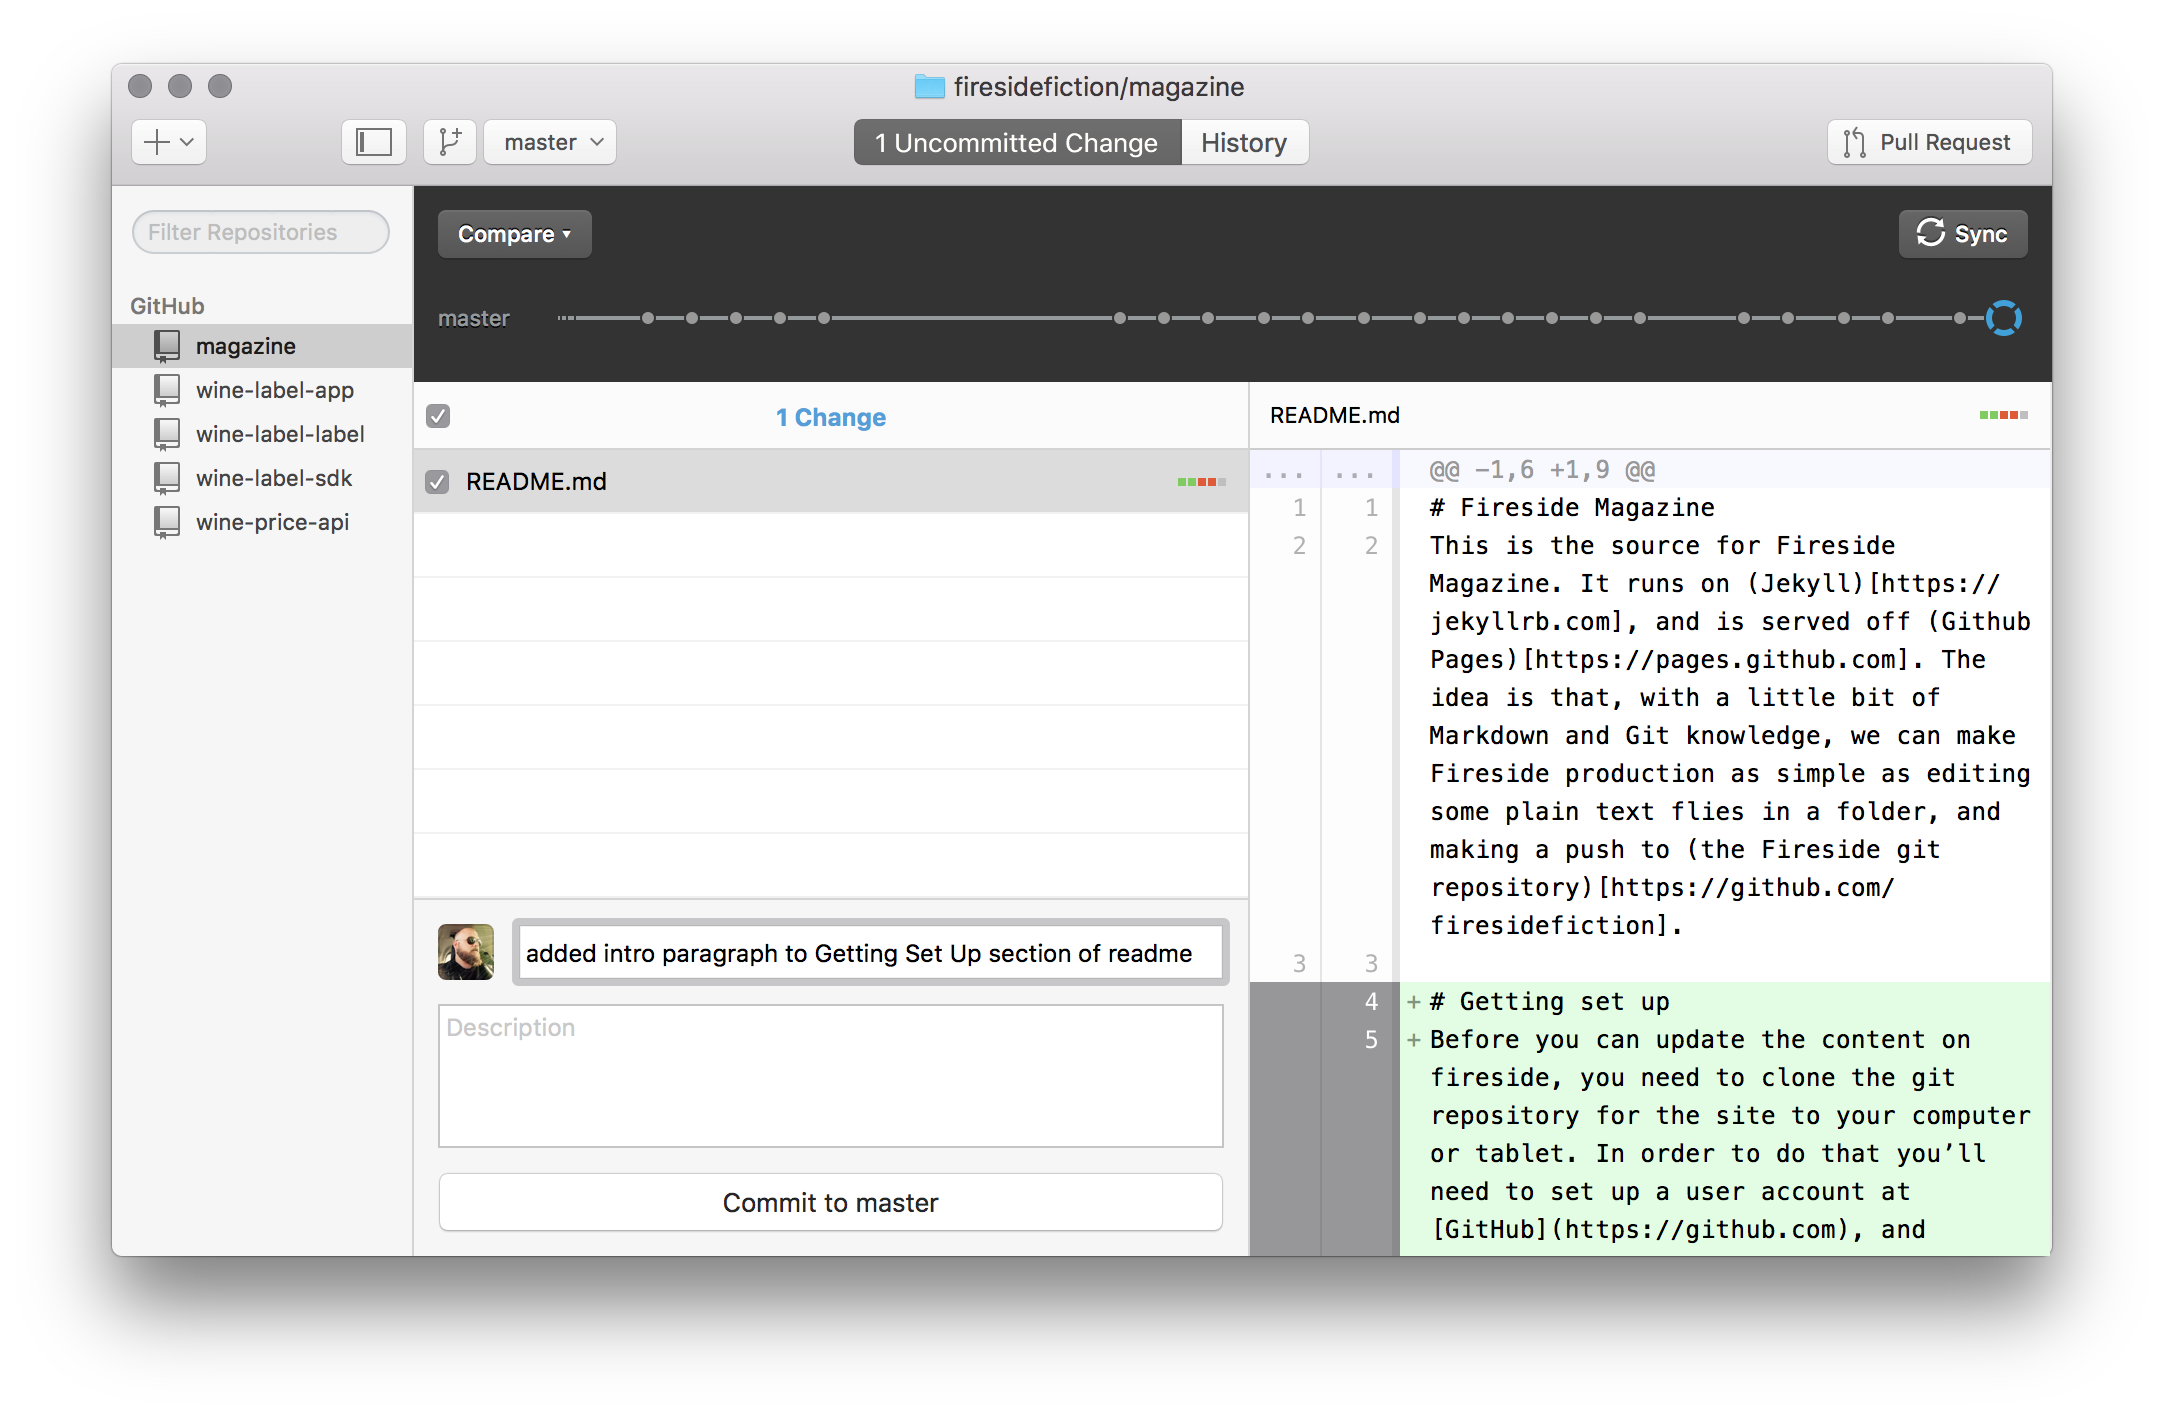 firesidefiction/magazine
master
1 Uncommitted Change
History
Pull Request
Filter Repositories
GitHub
magazine
wine-label-app
wine-label-label
wine-label-sdk
wine-price-api
Compare
Sync
master
1 Change
README.md
added intro paragraph to Getting Set Up section of readme
Description
Commit to master
README.md
... ... @@ -1,6 +1,9 @@
1 1 # Fireside Magazine
2 2 This is the source for Fireside
Magazine. It runs on (Jekyll)[https://
jekyllrb.com], and is served off (Github
Pages)[https://pages.github.com]. The
idea is that, with a little bit of
Markdown and Git knowledge, we can make
Fireside production as simple as editing
some plain text flies in a folder, and
making a push to (the Fireside git
repository)[https://github.com/
firesidefiction].
3 3
4 + # Getting set up
5 + Before you can update the content on
fireside, you need to clone the git
repository for the site to your computer
or tablet. In order to do that you’ll
need to set up a user account at
[GitHub](https://github.com), and